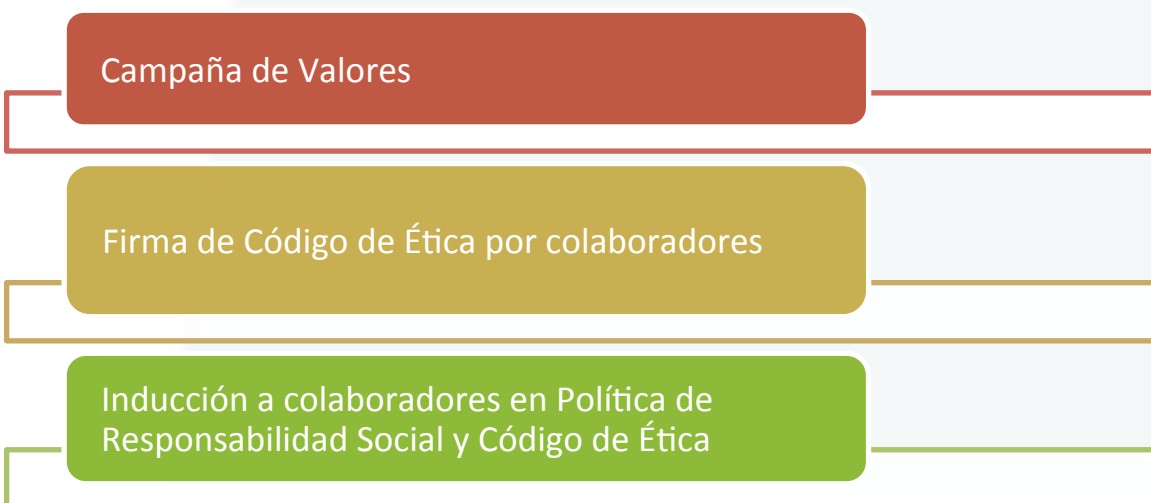 Campaña de Valores
Firma de Código de Ética por colaboradores
Inducción a colaboradores en Política de
Responsabilidad Social y Código de Ética